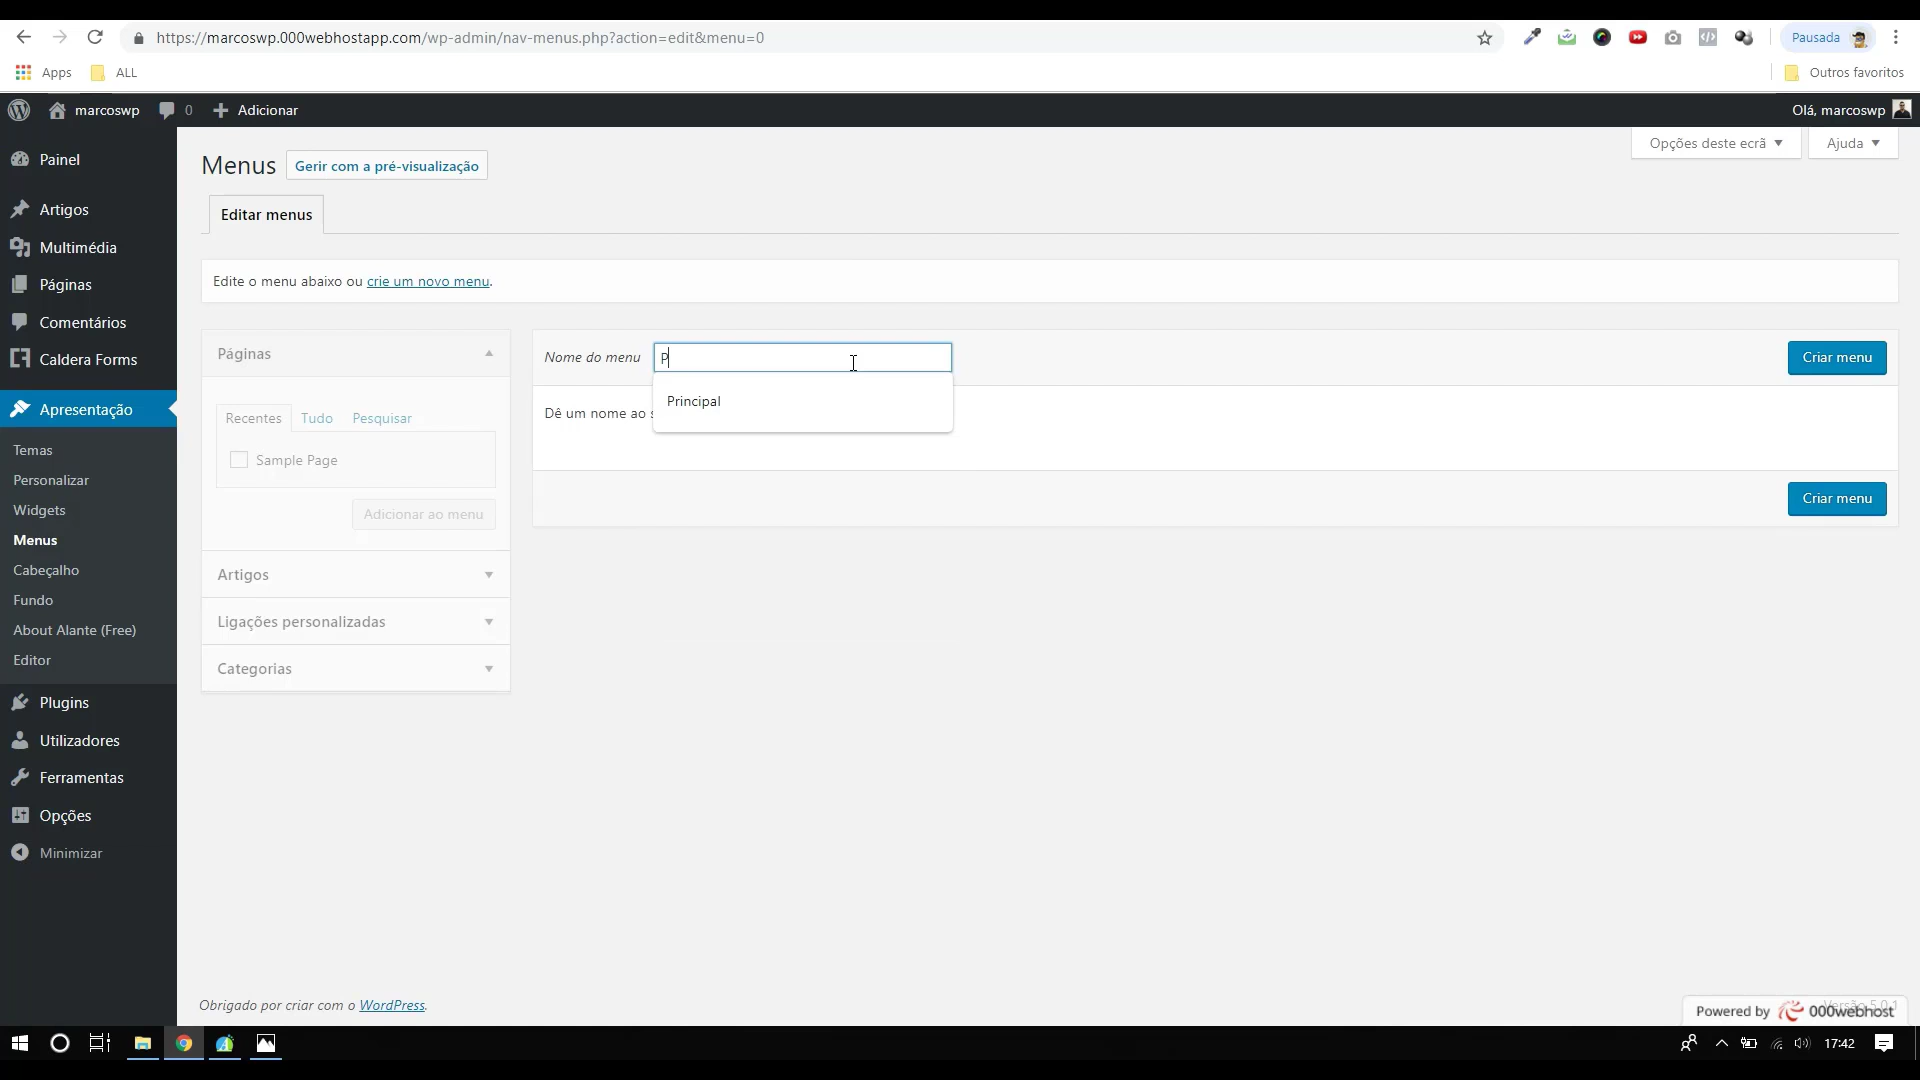 https://marcoswp.000webhostapp.com/wp-admin/nav-menus.php?action=edit&menu=0
Pausada
Apps
ALL
Outros favoritos
marcoswp
0
Adicionar
Olá, marcoswp
Painel
Artigos
Multimédia
Páginas
Comentários
Caldera Forms
Apresentação
Temas
Personalizar
Widgets
Menus
Cabeçalho
Fundo
About Alante (Free)
Editor
Plugins
Utilizadores
Ferramentas
Opções
Minimizar
Opções deste ecrã
Ajuda
Menus
Gerir com a pré-visualização
Editar menus
Edite o menu abaixo ou crie um novo menu.
Páginas
Recentes
Tudo
Pesquisar
Sample Page
Adicionar ao menu
Artigos
Ligações personalizadas
Categorias
Nome do menu
P
Criar menu
Principal
Dê um nome ao
Criar menu
Obrigado por criar com o WordPress.
Versão 5.0.1
Powered by 000webhost
17:42